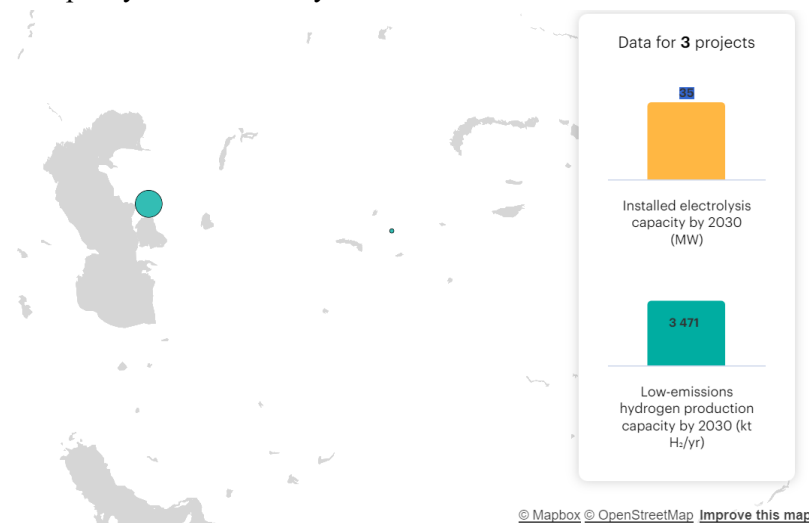 Data for 3 projects
35
Installed electrolysis
capacity by 2030
(MW)
3 471
Low-emissions
hydrogen production
capacity by 2030 (kt
H₂/yr)
© Mapbox © OpenStreetMap Improve this map